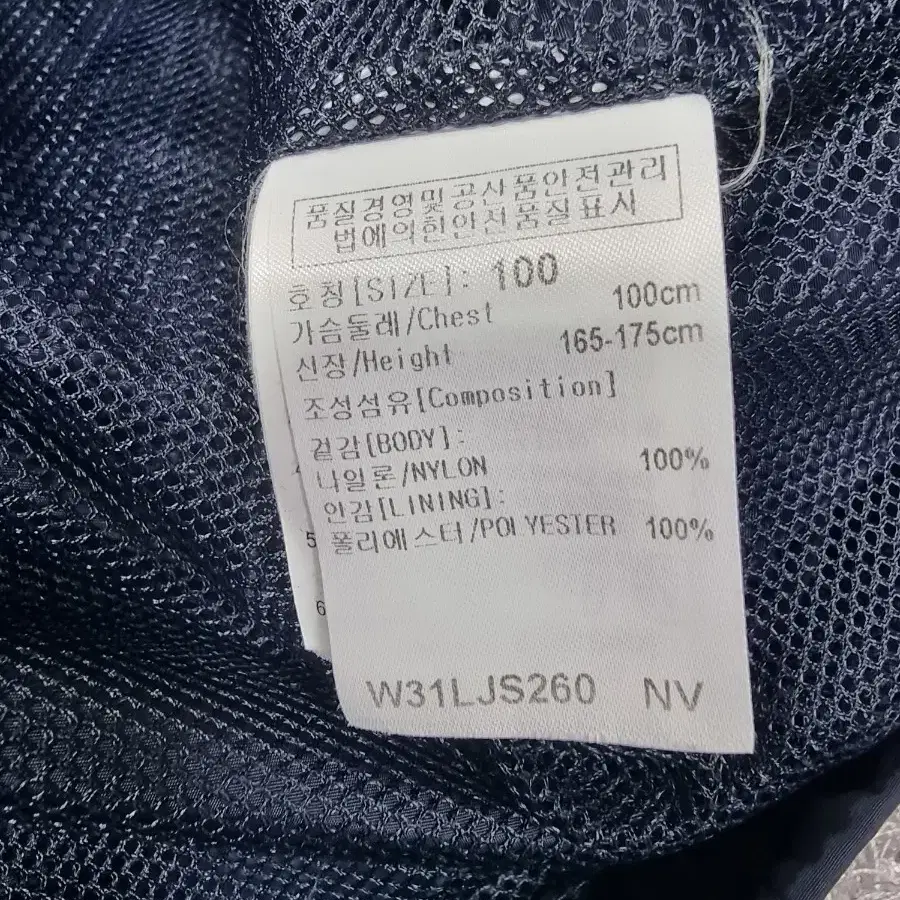 품질경영및공산품안전관리
법에의한안전품질표시
호칭[SIZE]: 100
가슴둘레/Chest 100cm
신장/Height 165-175cm
조성섬유[Composition]
겉감[BODY]:
나일론/NYLON 100%
안감[LINING]:
폴리에스터/POLYESTER 100%
5
6
W31LJS260 NV